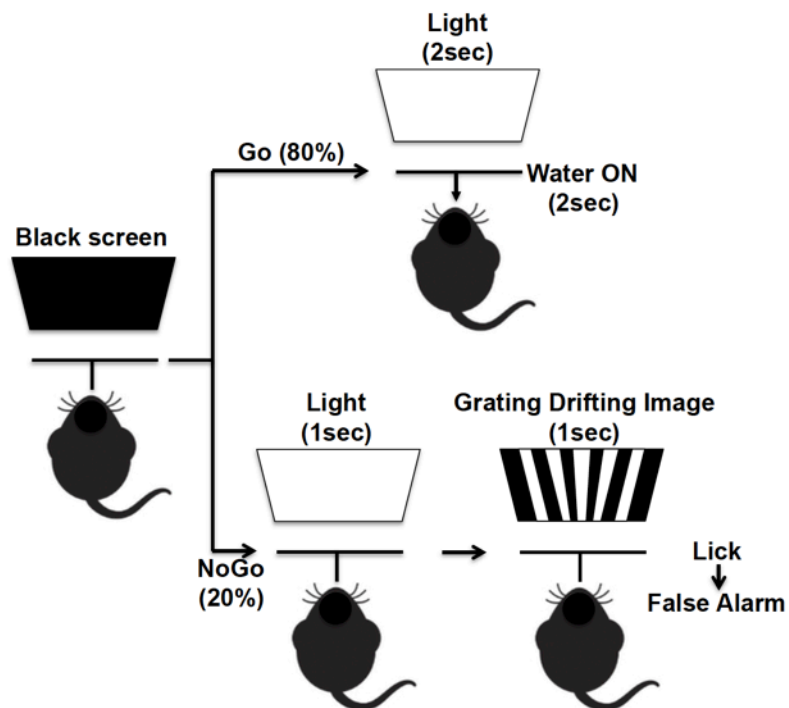 Light
(2sec)
Go (80%)
Water ON
(2sec)
Black screen
Light
(1sec)
Grating Drifting Image
(1sec)
NoGo
(20%)
Lick
False Alarm